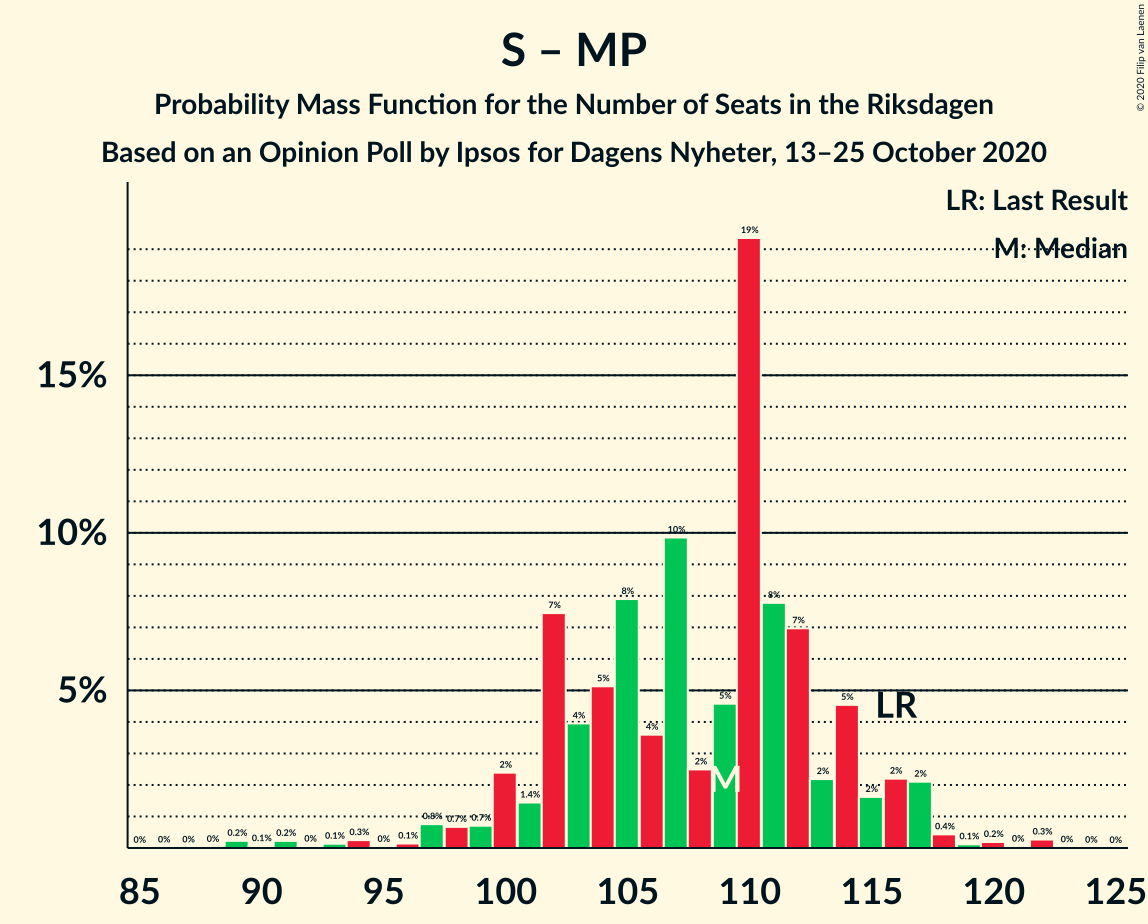 S – MP
Probability Mass Function for the Number of Seats in the Riksdagen
Based on an Opinion Poll by Ipsos for Dagens Nyheter, 13–25 October 2020
© 2020 Filip van Laenen
LR: Last Result
M: Median
15%
10%
5%
0% 0% 0% 0% 0.2% 0.1% 0.2% 0% 0.1% 0.3% 0% 0.1% 0.8% 0.7% 0.7% 2% 1.4% 7% 4% 5% 8% 4% 10% 2% 5% 19% 8% 7% 2% 5% 2% 2% 2% 0.4% 0.1% 0.2% 0% 0.3% 0% 0% 0%
M
LR
85 90 95 100 105 110 115 120 125